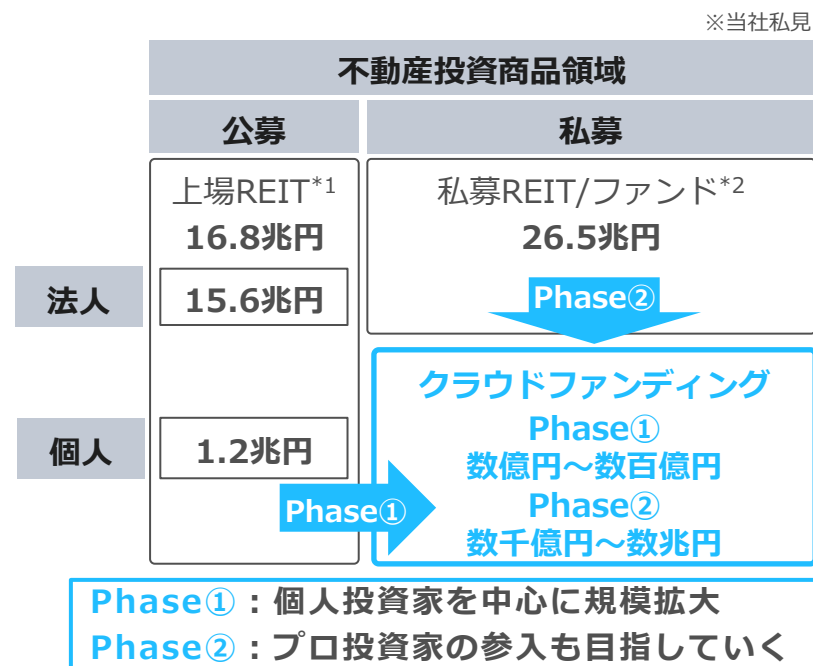 ※当社私見
不動産投資商品領域
公募
私募
上場REIT*1
16.8兆円
私募REIT/ファンド*2
26.5兆円
法人
15.6兆円
Phase②
クラウドファンディング
Phase①
数億円～数百億円
Phase②
数千億円～数兆円
個人
1.2兆円
Phase①
Phase①：個人投資家を中心に規模拡大
Phase②：プロ投資家の参入も目指していく